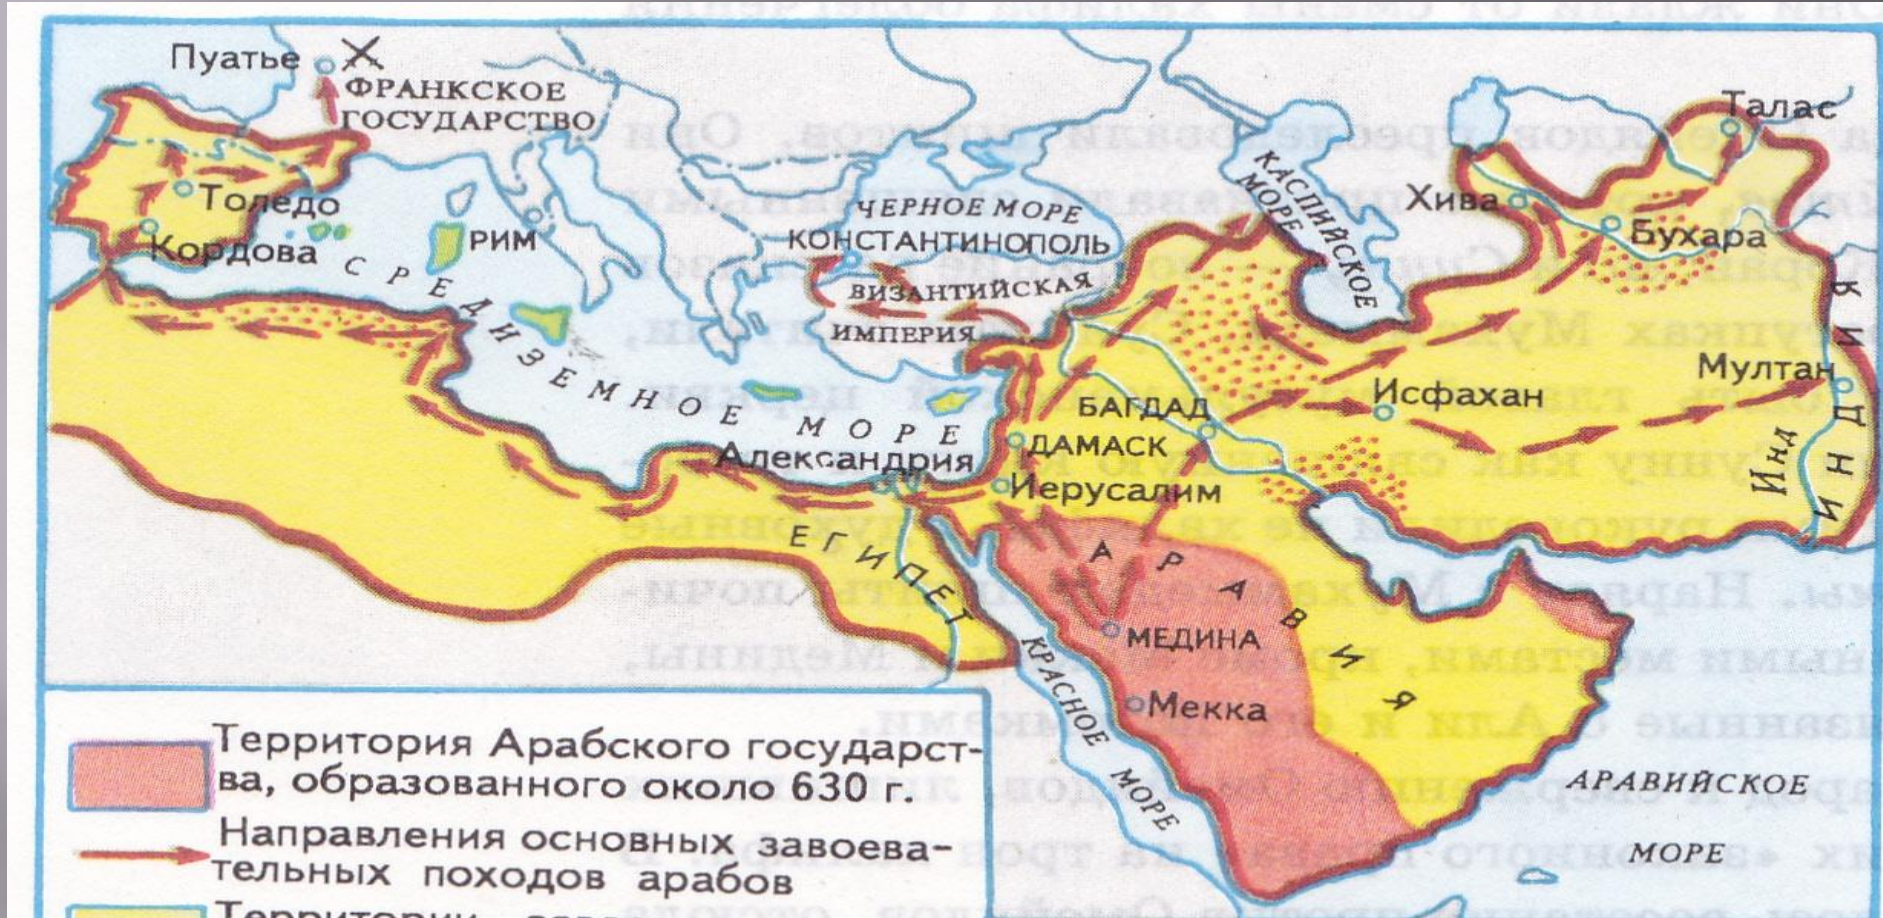 Пуатье
ФРАНКСКОЕ
ГОСУДАРСТВО
Талас
Толедо
Кордова
РИМ
ЧЕРНОЕ МОРЕ
КОНСТАНТИНОПОЛЬ
ВИЗАНТИЙСКАЯ
ИМПЕРИЯ
КАСПИЙСКОЕ
МОРЕ
Хива
Бухара
СРЕДИЗЕМНОЕ МОРЕ
Мултан
Исфахан
БАГДАД
ДАМАСК
Александрия
Иерусалим
Инд
ЕГИПЕТ
АРАВИЯ
МЕДИНА
Мекка
КРАСНОЕ МОРЕ
АРАВИЙСКОЕ
МОРЕ
Территория Арабского государст-
ва, образованного около 630 г.
Направления основных завоева-
тельных походов арабов